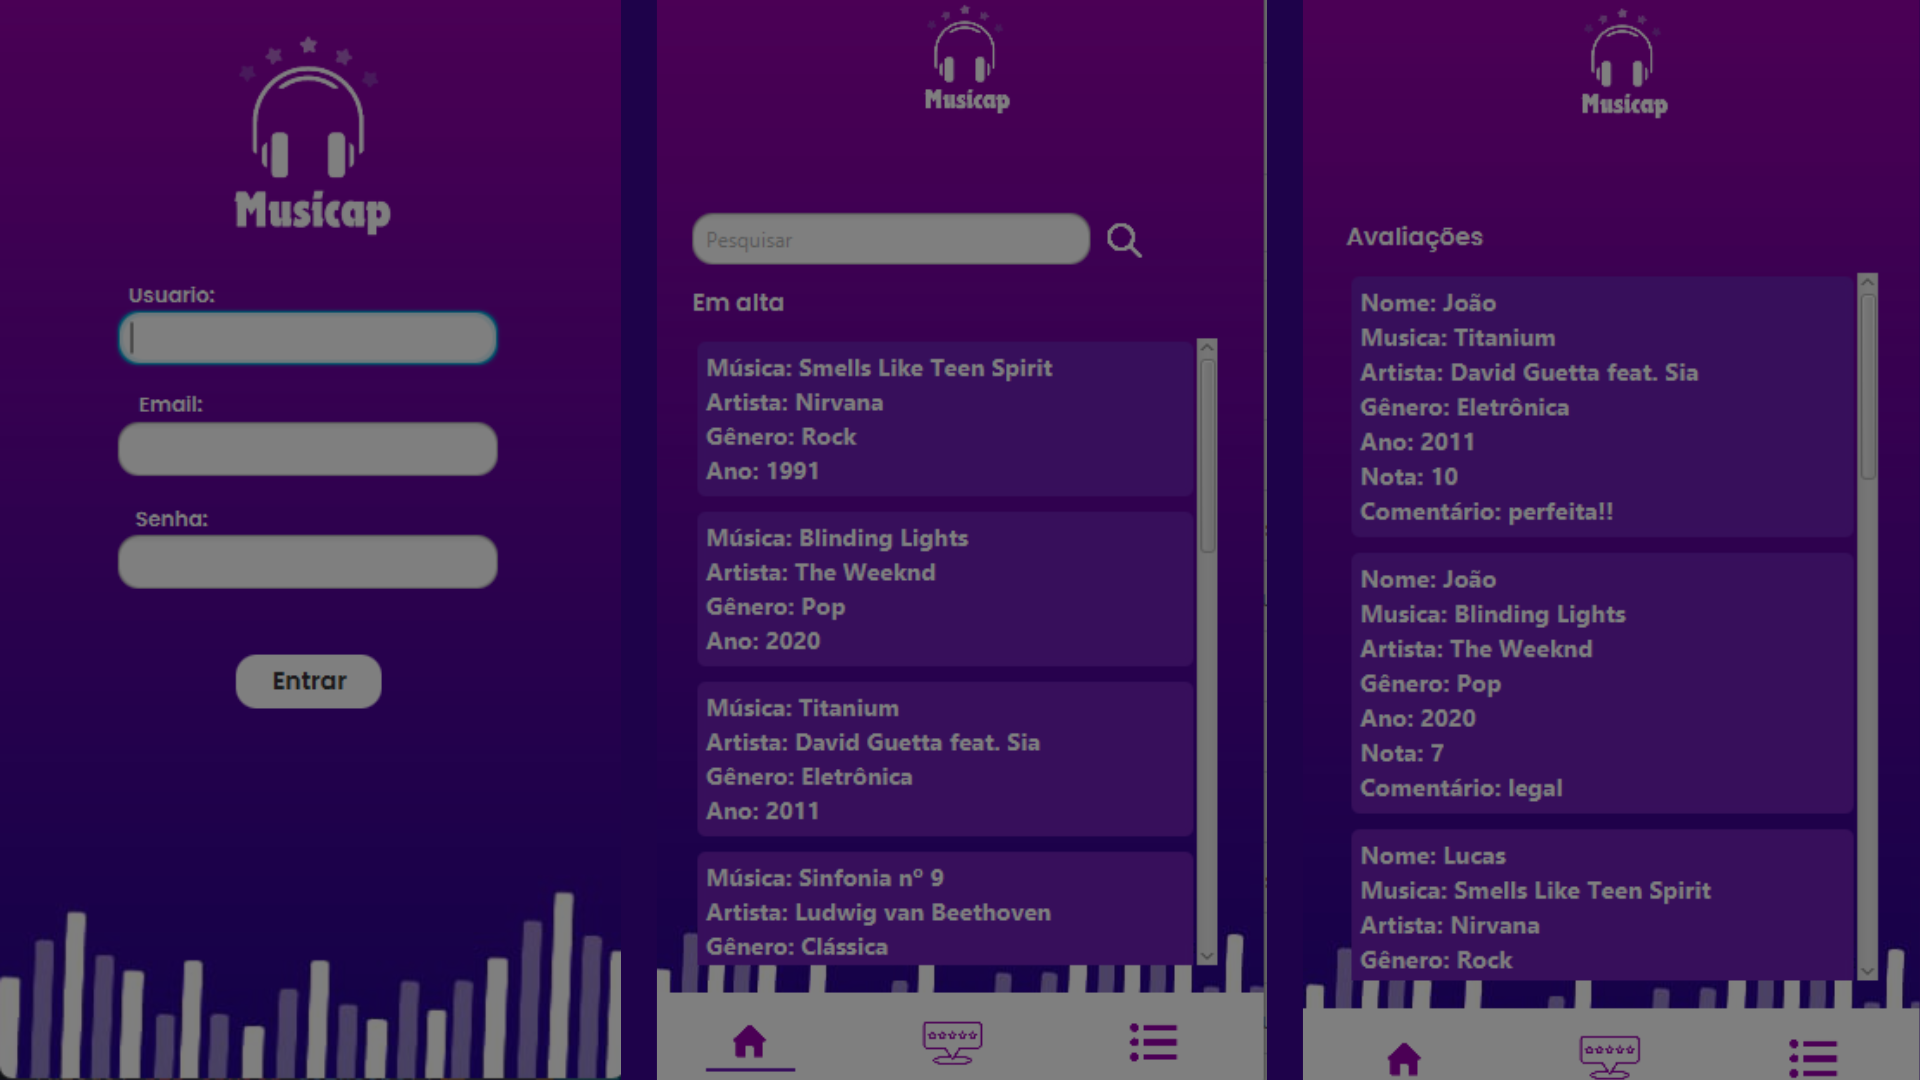 Musicap
Usuario:
Email:
Senha:
Entrar
Musicap
Pesquisar
Em alta
Música: Smells Like Teen Spirit
Artista: Nirvana
Gênero: Rock
Ano: 1991
Música: Blinding Lights
Artista: The Weeknd
Gênero: Pop
Ano: 2020
Música: Titanium
Artista: David Guetta feat. Sia
Gênero: Eletrônica
Ano: 2011
Música: Sinfonia nº 9
Artista: Ludwig van Beethoven
Gênero: Clássica
Musicap
Avaliações
Nome: João
Musica: Titanium
Artista: David Guetta feat. Sia
Gênero: Eletrônica
Ano: 2011
Nota: 10
Comentário: perfeita!!
Nome: João
Musica: Blinding Lights
Artista: The Weeknd
Gênero: Pop
Ano: 2020
Nota: 7
Comentário: legal
Nome: Lucas
Musica: Smells Like Teen Spirit
Artista: Nirvana
Gênero: Rock